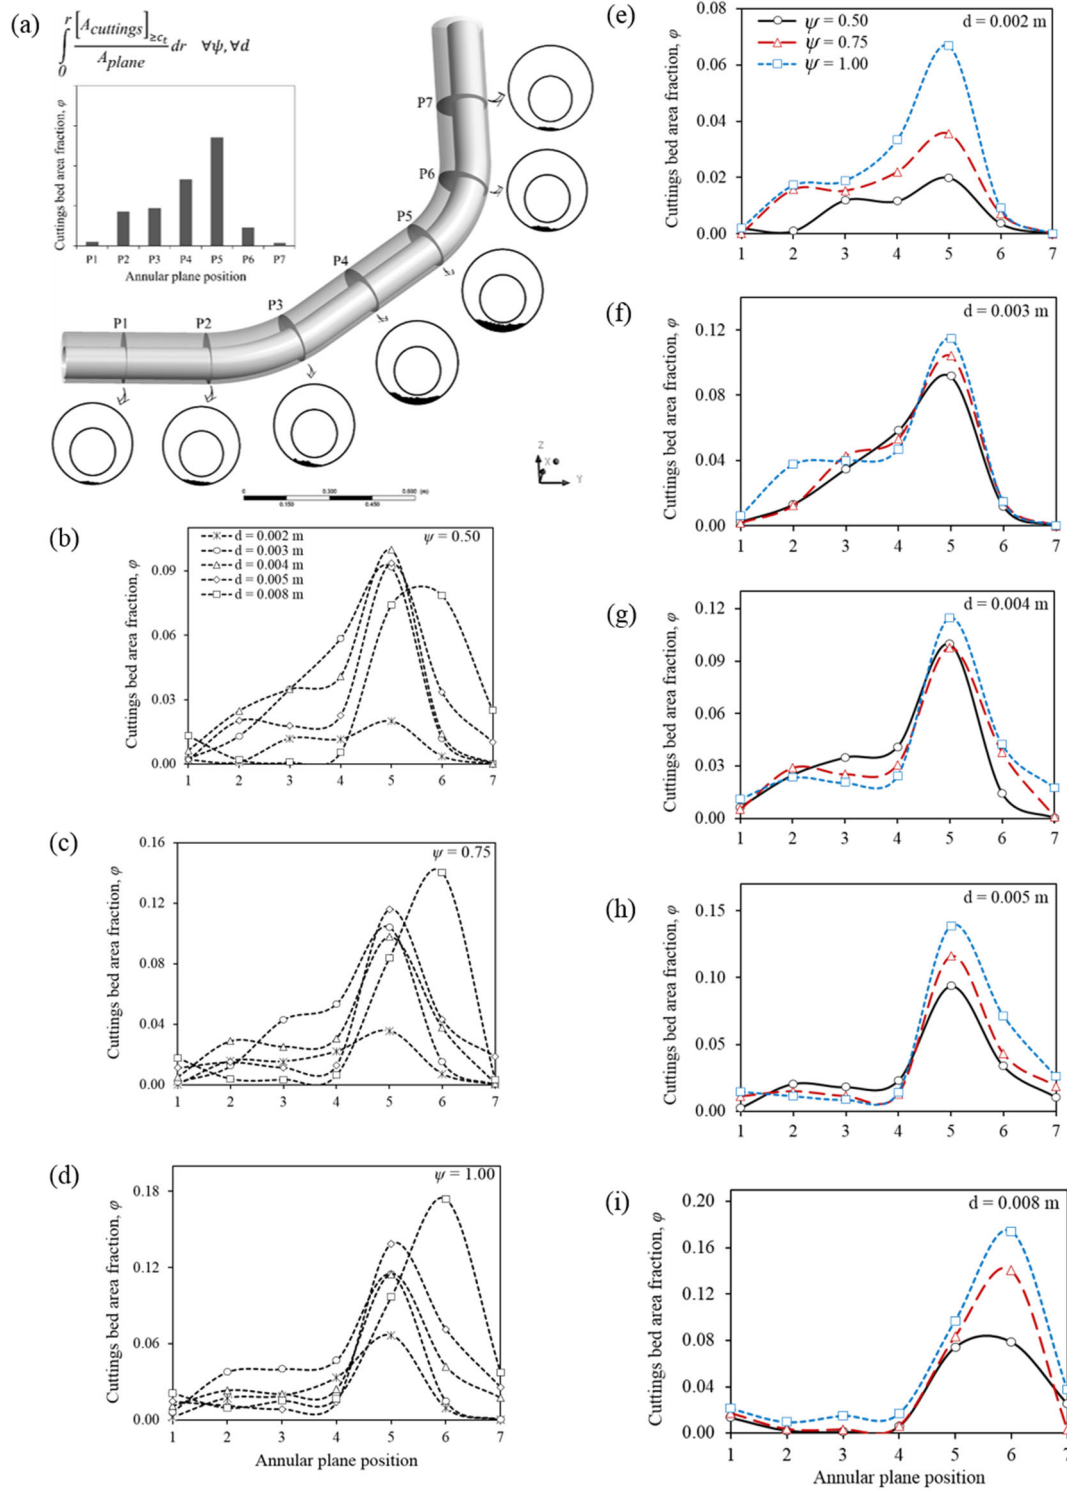 (a)
∫₀ʳ [A_cuttings]≥c_t / A_plane dr ∀ψ, ∀d
Cuttings bed area fraction, φ
P1 P2 P3 P4 P5 P6 P7
Annular plane position
P1
P2
P3
P4
P5
P6
P7
Z
X
Y
0 0.300 0.600 (m)
0.150 0.450
(b)
Cuttings bed area fraction, φ
d = 0.002 m
d = 0.003 m
d = 0.004 m
d = 0.005 m
d = 0.008 m
ψ = 0.50
0.09
0.06
0.03
0.00
1 2 3 4 5 6 7
(c)
Cuttings bed area fraction, φ
ψ = 0.75
0.16
0.12
0.08
0.04
0.00
1 2 3 4 5 6 7
(d)
Cuttings bed area fraction, φ
ψ = 1.00
0.18
0.12
0.06
0.00
1 2 3 4 5 6 7
Annular plane position
(e)
Cuttings bed area fraction, φ
d = 0.002 m
ψ = 0.50
ψ = 0.75
ψ = 1.00
0.08
0.06
0.04
0.02
0.00
1 2 3 4 5 6 7
(f)
Cuttings bed area fraction, φ
d = 0.003 m
0.12
0.08
0.04
0.00
1 2 3 4 5 6 7
(g)
Cuttings bed area fraction, φ
d = 0.004 m
0.12
0.09
0.06
0.03
0.00
1 2 3 4 5 6 7
(h)
Cuttings bed area fraction, φ
d = 0.005 m
0.15
0.10
0.05
0.00
1 2 3 4 5 6 7
(i)
Cuttings bed area fraction, φ
d = 0.008 m
0.20
0.16
0.12
0.08
0.04
0.00
1 2 3 4 5 6 7
Annular plane position